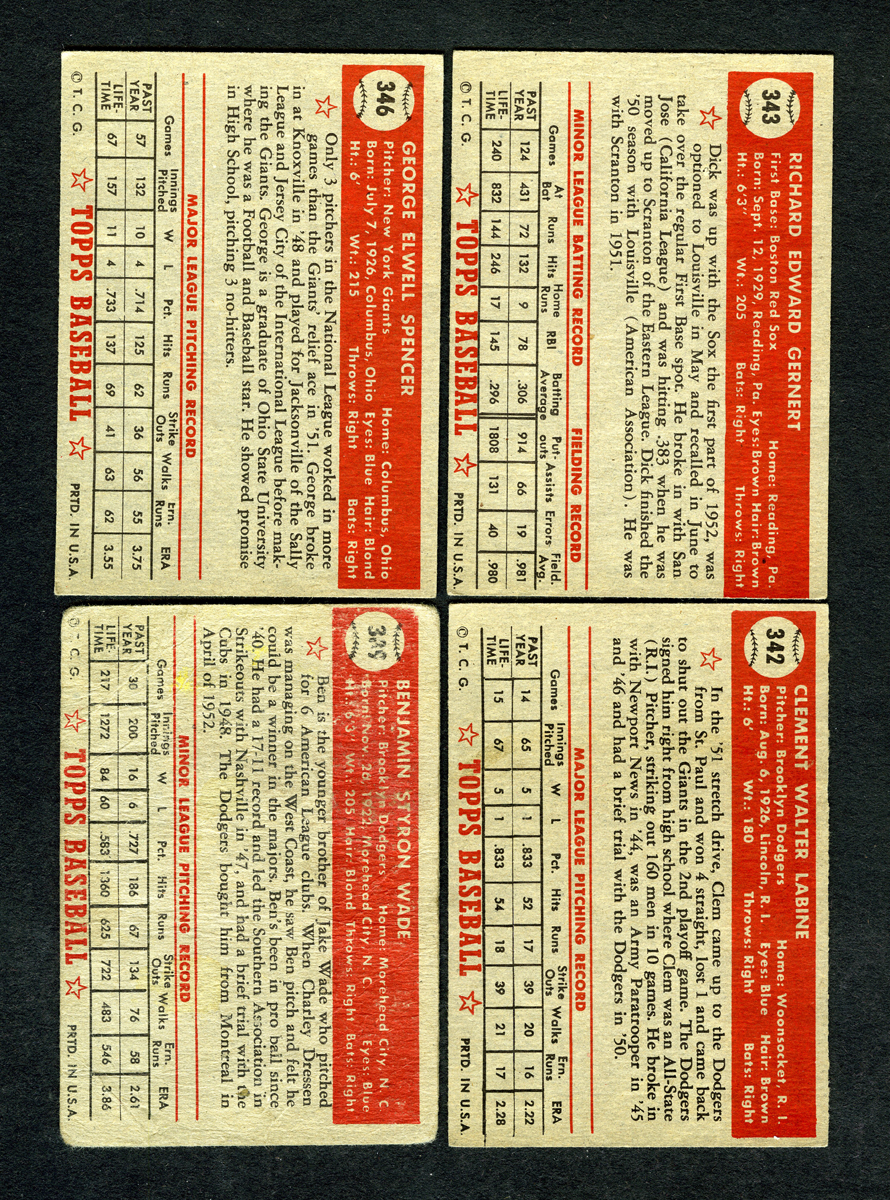 343
RICHARD EDWARD GERNERT
First Base: Boston Red Sox Home: Reading, Pa.
Born: Sept. 12, 1929, Reading, Pa. Eyes: Brown Hair: Brown
Ht.: 6'3" Wt.: 205 Bats: Right Throws: Right
Dick was up with the Sox the first part of 1952, was
optioned to Louisville in May and recalled in June to
take over the regular First Base spot. He broke in with San
Jose (California League) and was hitting .383 when he was
moved up to Scranton of the Eastern League. Dick finished the
'50 season with Louisville (American Association). He was
with Scranton in 1951.
MINOR LEAGUE BATTING RECORD FIELDING RECORD
Games At Bat Runs Hits Home Runs RBI Batting Average Put-outs Assists Errors Field. Avg.
PAST YEAR 124 431 72 132 9 78 .306 914 66 19 .981
LIFE-TIME 240 832 144 246 17 145 .296 1808 131 40 .980
© T. C. G. TOPPS BASEBALL PRTD. IN U.S.A.
342
CLEMENT WALTER LABINE
Pitcher: Brooklyn Dodgers Home: Woonsocket, R. I.
Born: Aug. 6, 1926, Lincoln, R. I. Eyes: Blue Hair: Brown
Ht.: 6' Wt.: 180 Throws: Right Bats: Right
In the '51 stretch drive, Clem came up to the Dodgers
from St. Paul and won 4 straight, lost 1 and came back
to shut out the Giants in the 2nd playoff game. The Dodgers
signed him right from high school where Clem was an All-State
(R.I.) Pitcher, striking out 160 men in 10 games. He broke in
with Newport News in '44, was an Army Paratrooper in '45
and '46 and had a brief trial with the Dodgers in '50.
MAJOR LEAGUE PITCHING RECORD
Games Innings Pitched W L Pct. Hits Runs Strike Outs Walks Ern. Runs ERA
PAST YEAR 14 65 5 1 .833 52 17 39 20 16 2.22
LIFE-TIME 15 67 5 1 .833 54 18 39 21 17 2.28
© T. C. G. TOPPS BASEBALL PRTD. IN U.S.A.
346
GEORGE ELWELL SPENCER
Pitcher: New York Giants Home: Columbus, Ohio
Born: July 7, 1926, Columbus, Ohio Eyes: Blue Hair: Blond
Ht.: 6' Wt.: 215 Throws: Right Bats: Right
Only 3 pitchers in the National League worked in more
games than the Giants' relief ace in '51. George broke
in at Knoxville in '48 and played for Jacksonville of the Sally
League and Jersey City of the International League before mak-
ing the Giants. George is a graduate of Ohio State University
where he was a Football and Baseball star. He showed promise
in High School, pitching 3 no-hitters.
MAJOR LEAGUE PITCHING RECORD
Games Innings Pitched W L Pct. Hits Runs Strike Outs Walks Ern. Runs ERA
PAST YEAR 57 132 10 4 .714 125 62 36 56 55 3.75
LIFE-TIME 67 157 11 4 .733 137 69 41 63 62 3.55
© T. C. G. TOPPS BASEBALL PRTD. IN U.S.A.
BENJAMIN STYRON WADE
Pitcher: Brooklyn Dodgers Home: Morehead City, N. C.
Born: Nov. 26, 1922, Morehead City, N. C. Eyes: Blue
Ht.: 6'3" Wt.: 205 Hair: Blond Throws: Right Bats: Right
Ben is the younger brother of Jake Wade who pitched
for 6 American League clubs. When Charley Dressen
was managing on the West Coast, he saw Ben pitch and felt he
could be a winner in the majors. Ben's been in pro ball since
'40. He had a 17-11 record and led the Southern Association in
Strikeouts with Nashville in '47, and had a brief trial with the
Cubs in 1948. The Dodgers bought him from Montreal in
April of 1952.
MINOR LEAGUE PITCHING RECORD
Games Innings Pitched W L Pct. Hits Runs Strike Outs Walks Ern. Runs ERA
PAST YEAR 30 200 16 6 .727 186 67 134 76 58 2.61
LIFE-TIME 217 1272 84 60 .583 1360 625 722 483 546 3.86
© T. C. G. TOPPS BASEBALL PRTD. IN U.S.A.